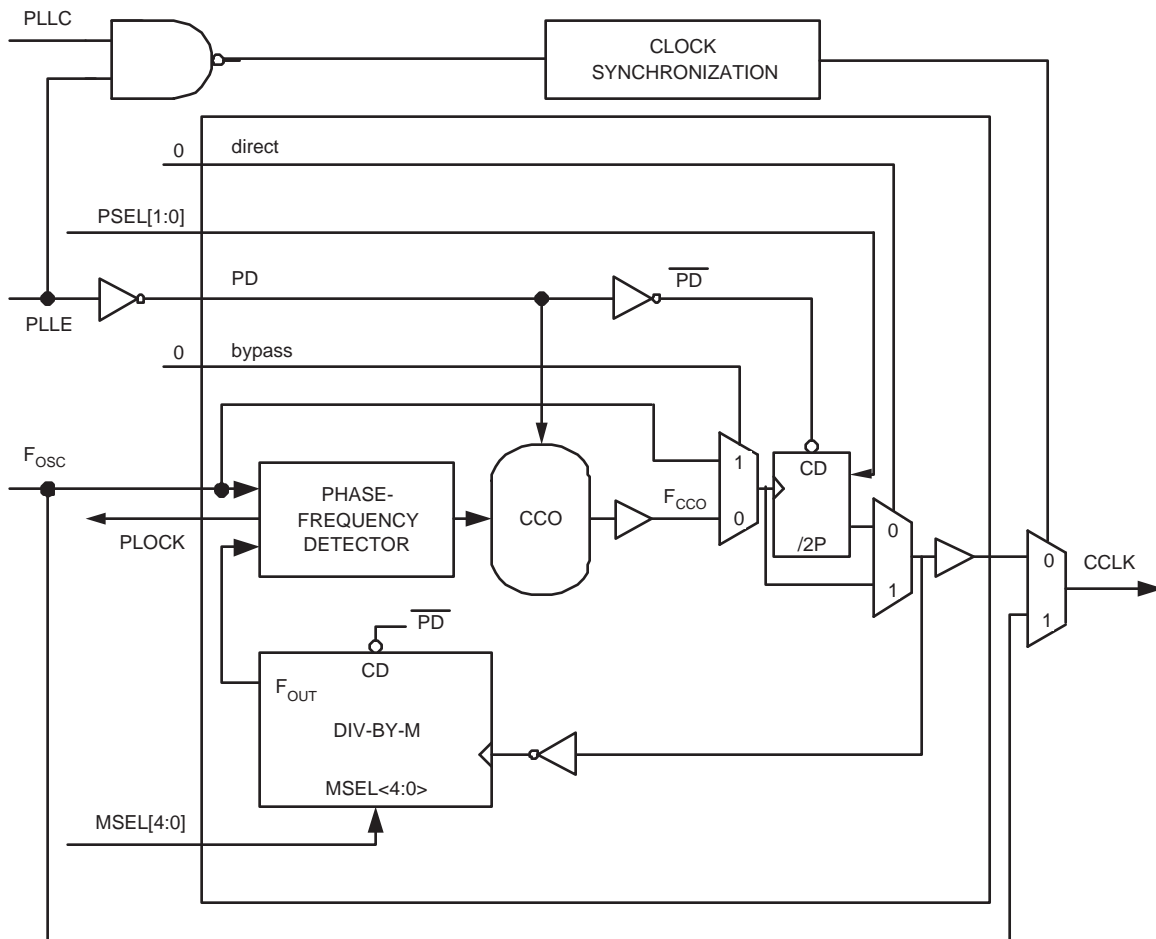 PLLC
CLOCK
SYNCHRONIZATION
0 direct
PSEL[1:0]
PD
PD
PLLE
0 bypass
FOSC
1
CD
PHASE-
FREQUENCY
DETECTOR
CCO
FCCO
0
PLOCK
/2P
0
1
0
CCLK
1
PD
CD
FOUT
DIV-BY-M
MSEL<4:0>
MSEL[4:0]